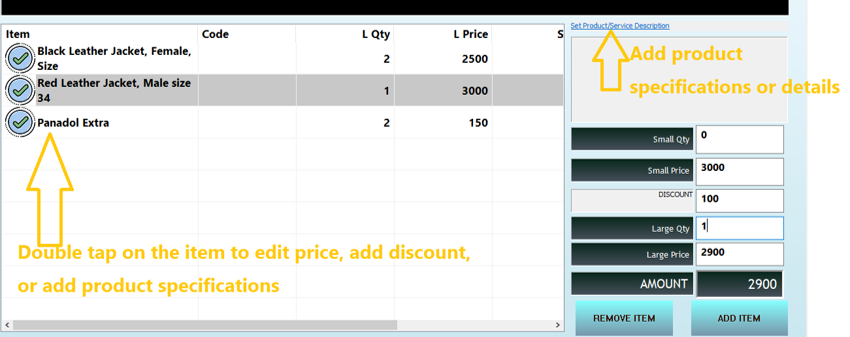 Set Product/Service Description
Item Code L Qty L Price S
Black Leather Jacket, Female, Size 2 2500
Red Leather Jacket, Male size 34 1 3000
Panadol Extra 2 150
Add product
specifications or details
Small Qty 0
Small Price 3000
DISCOUNT 100
Large Qty 1
Large Price 2900
AMOUNT 2900
Double tap on the item to edit price, add discount,
or add product specifications
REMOVE ITEM ADD ITEM